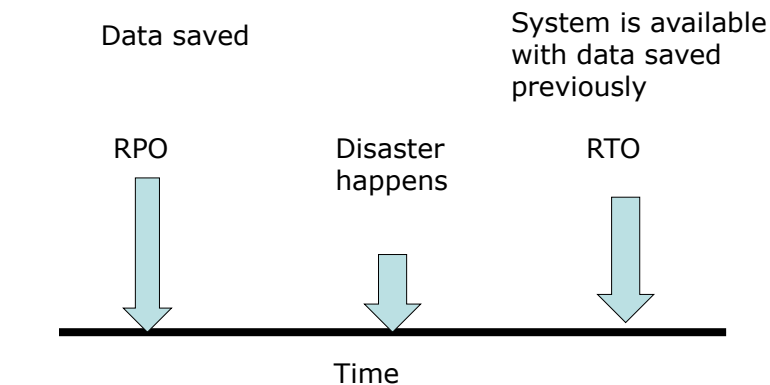 Data saved
System is available
with data saved
previously
RPO
Disaster
happens
RTO
Time